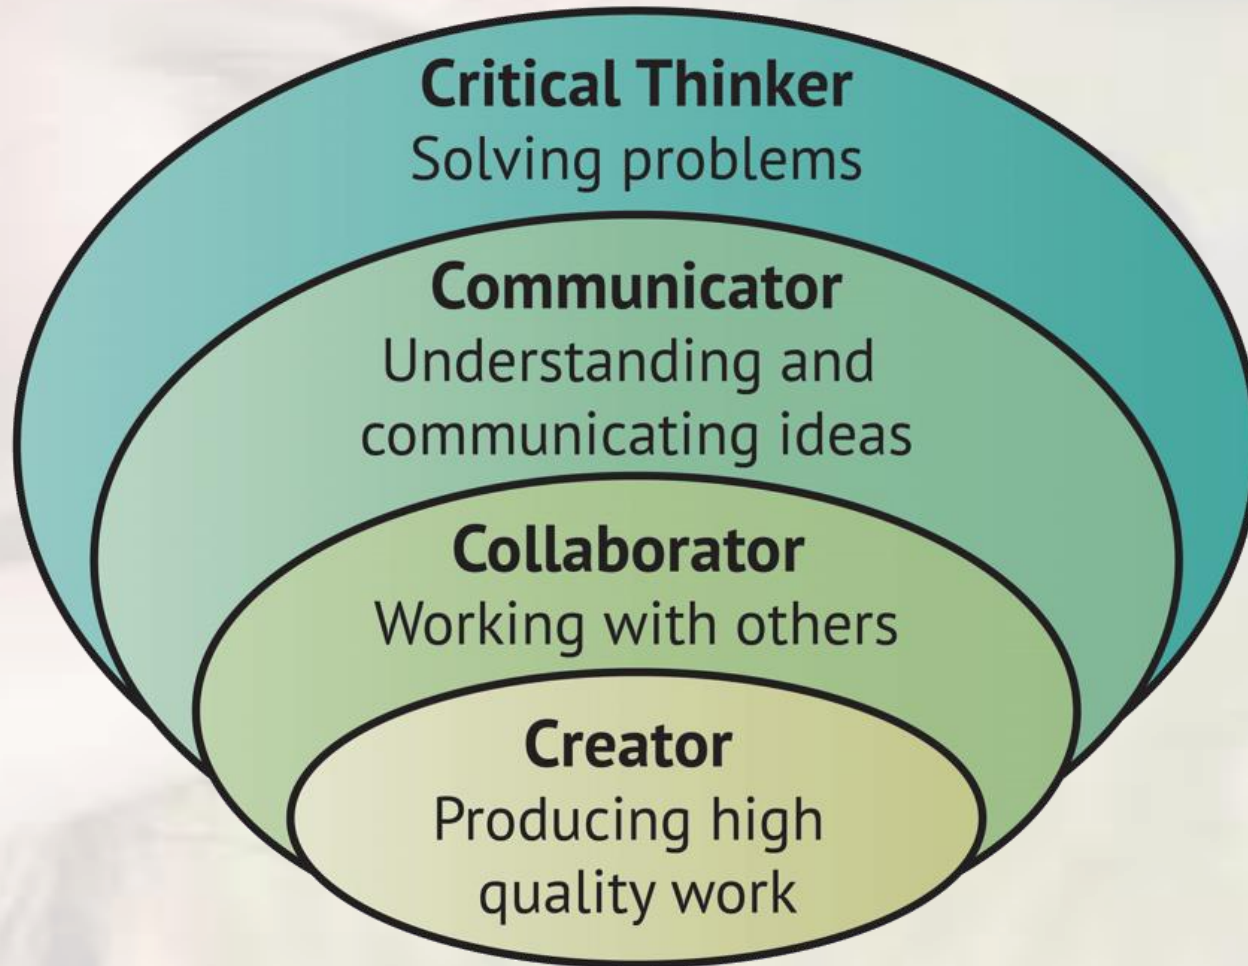 Critical Thinker
Solving problems
Communicator
Understanding and
communicating ideas
Collaborator
Working with others
Creator
Producing high
quality work